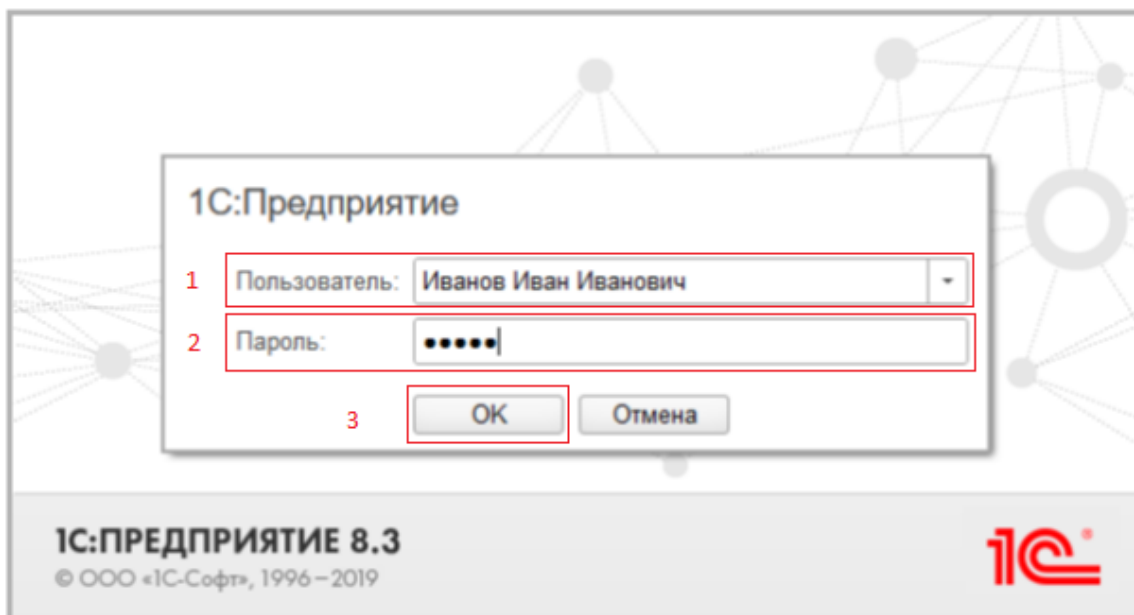 1С:Предприятие
1 Пользователь: Иванов Иван Иванович
2 Пароль: •••••
3 OK Отмена
1С:ПРЕДПРИЯТИЕ 8.3
© ООО «1С-Софт», 1996–2019
1С